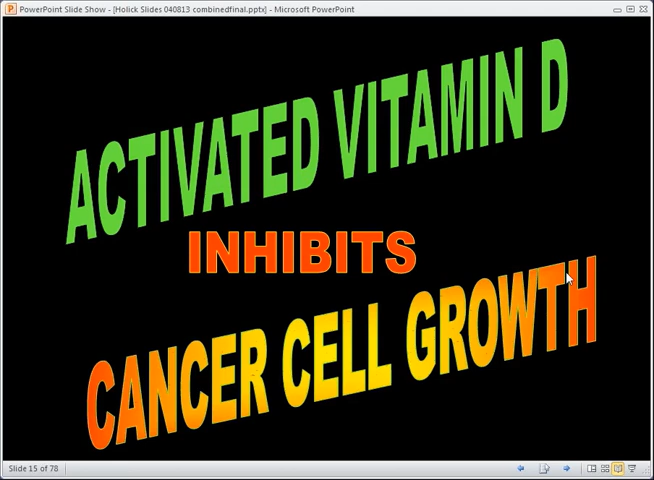 PowerPoint Slide Show - [Holick Slides 040813 combinedfinal.pptx] - Microsoft PowerPoint
ACTIVATED VITAMIN D
INHIBITS
CANCER CELL GROWTH
Slide 15 of 78